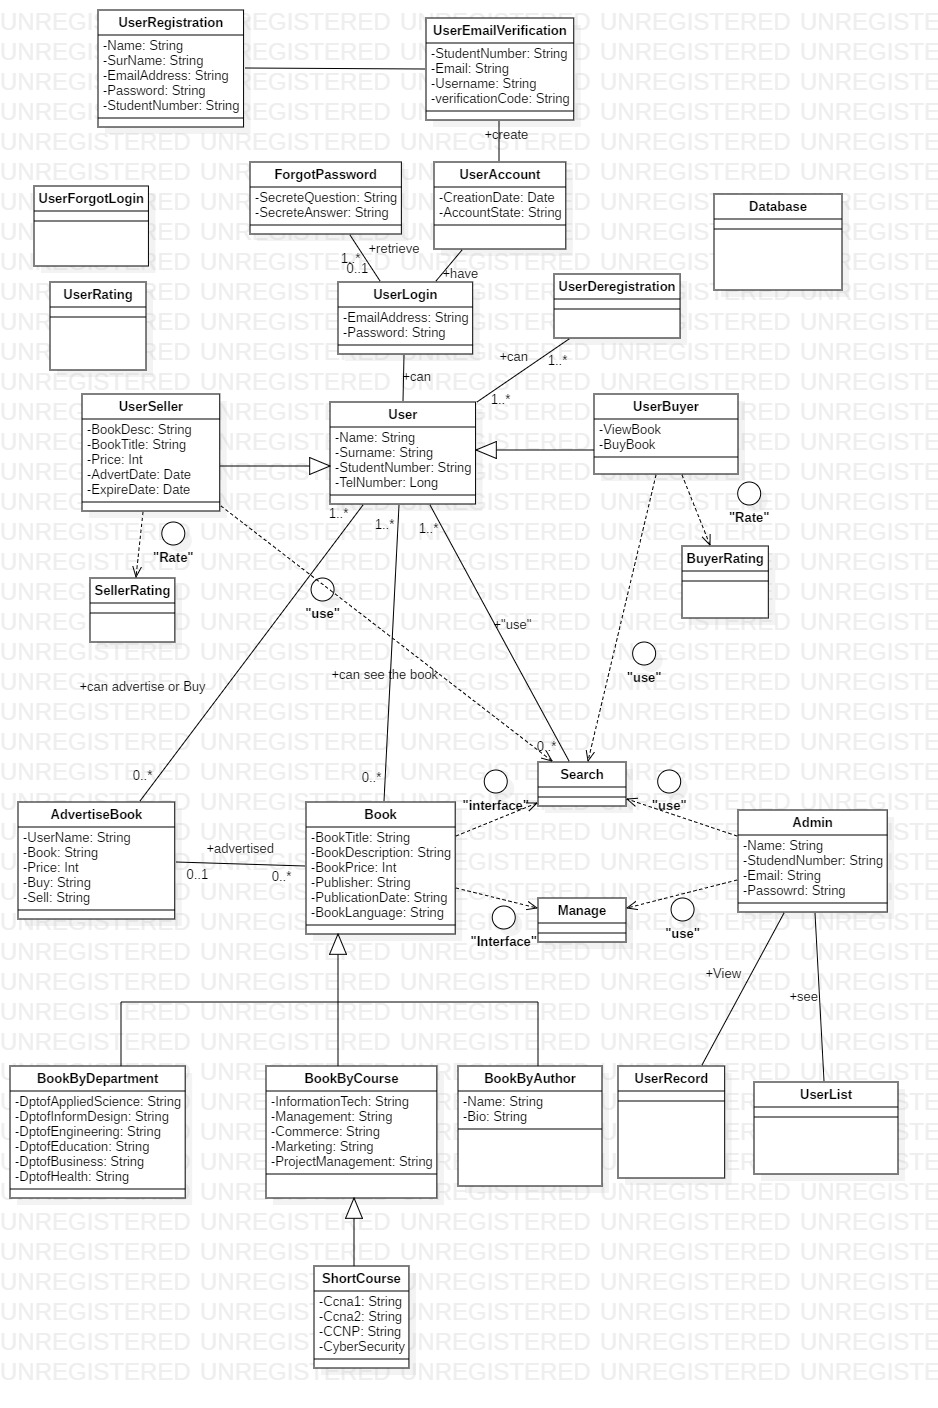 UserRegistration
-Name: String
-SurName: String
-EmailAddress: String
-Password: String
-StudentNumber: String
UserEmailVerification
-StudentNumber: String
-Email: String
-Username: String
-verificationCode: String
+create
ForgotPassword
-SecreteQuestion: String
-SecreteAnswer: String
UserAccount
-CreationDate: Date
-AccountState: String
UserForgotLogin
Database
+retrieve
1..*
0..1
+have
UserRating
UserLogin
-EmailAddress: String
-Password: String
UserDeregistration
+can
+can
1..*
1..*
UserSeller
-BookDesc: String
-BookTitle: String
-Price: Int
-AdvertDate: Date
-ExpireDate: Date
User
-Name: String
-Surname: String
-StudentNumber: String
-TelNumber: Long
UserBuyer
-ViewBook
-BuyBook
1..*
1..*
1..*
"Rate"
"Rate"
SellerRating
BuyerRating
"use"
+"use"
"use"
+can advertise or Buy
+can see the book
0..*
0..*
0..*
Search
"interface"
"use"
AdvertiseBook
-UserName: String
-Book: String
-Price: Int
-Buy: String
-Sell: String
+advertised
0..1
0..*
Book
-BookTitle: String
-BookDescription: String
-BookPrice: Int
-Publisher: String
-PublicationDate: String
-BookLanguage: String
Admin
-Name: String
-StudendNumber: String
-Email: String
-Passowrd: String
Manage
"Interface"
"use"
+View
+see
BookByDepartment
-DptofAppliedScience: String
-DptofInformDesign: String
-DptofEngineering: String
-DptofEducation: String
-DptofBusiness: String
-DptofHealth: String
BookByCourse
-InformationTech: String
-Management: String
-Commerce: String
-Marketing: String
-ProjectManagement: String
BookByAuthor
-Name: String
-Bio: String
UserRecord
UserList
ShortCourse
-Ccna1: String
-Ccna2: String
-CCNP: String
-CyberSecurity
UNREGISTERED